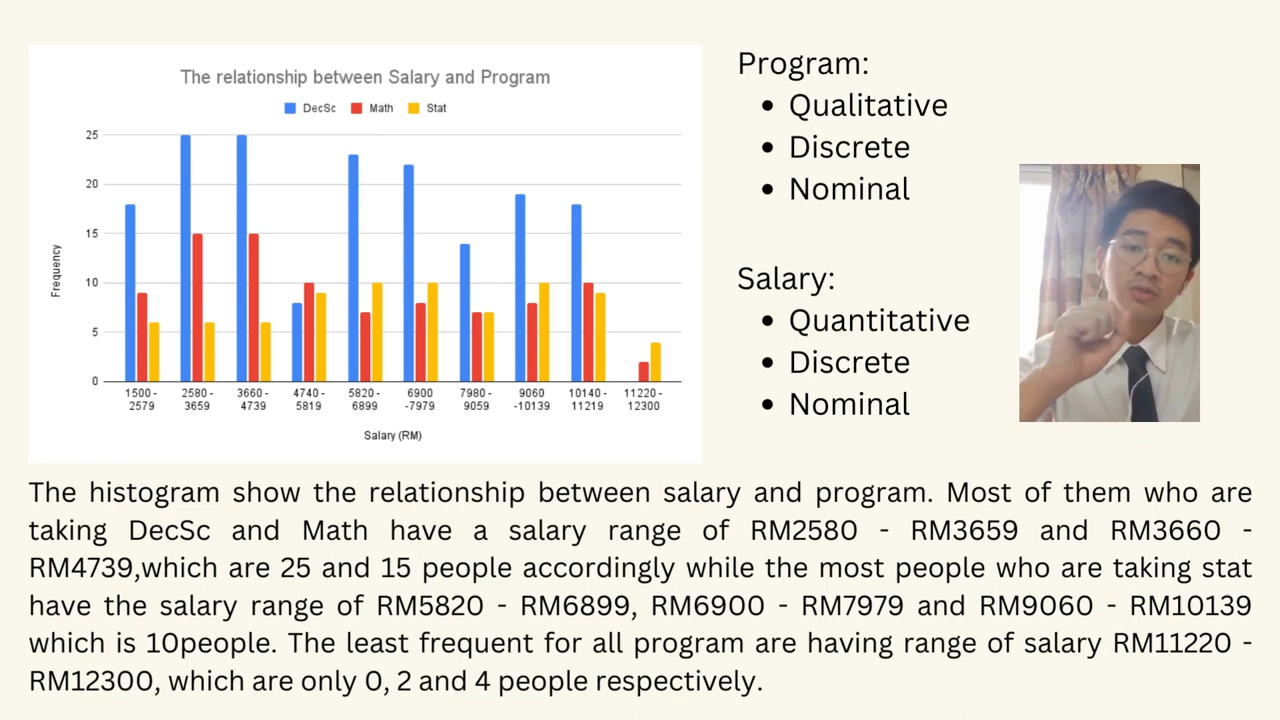 The relationship between Salary and Program
DecSc Math Stat
Frequency
25
20
15
10
5
0
1500 - 2580 - 3660 - 4740 - 5820 - 6900 7980 - 9060 10140 - 11220 -
2579 3659 4739 5819 6899 -7979 9059 -10139 11219 12300
Salary (RM)
Program:
• Qualitative
• Discrete
• Nominal
Salary:
• Quantitative
• Discrete
• Nominal
The histogram show the relationship between salary and program. Most of them who are
taking DecSc and Math have a salary range of RM2580 - RM3659 and RM3660 -
RM4739,which are 25 and 15 people accordingly while the most people who are taking stat
have the salary range of RM5820 - RM6899, RM6900 - RM7979 and RM9060 - RM10139
which is 10people. The least frequent for all program are having range of salary RM11220 -
RM12300, which are only 0, 2 and 4 people respectively.